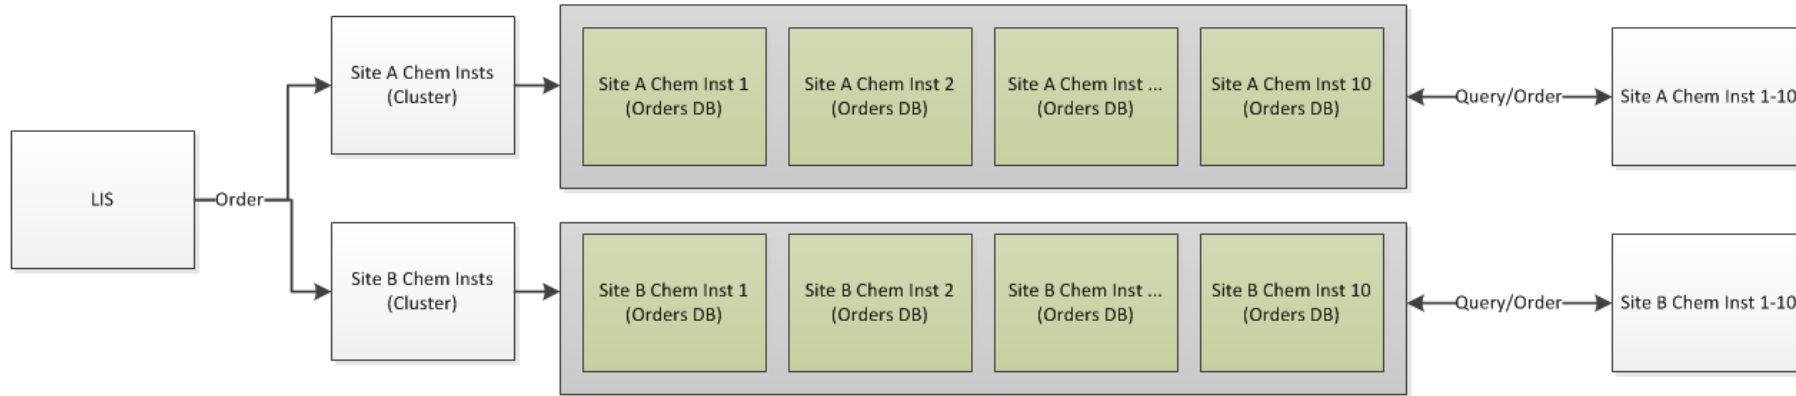 LIS
Order
Site A Chem Insts
(Cluster)
Site A Chem Inst 1
(Orders DB)
Site A Chem Inst 2
(Orders DB)
Site A Chem Inst ...
(Orders DB)
Site A Chem Inst 10
(Orders DB)
Query/Order
Site A Chem Inst 1-10
Site B Chem Insts
(Cluster)
Site B Chem Inst 1
(Orders DB)
Site B Chem Inst 2
(Orders DB)
Site B Chem Inst ...
(Orders DB)
Site B Chem Inst 10
(Orders DB)
Query/Order
Site B Chem Inst 1-10